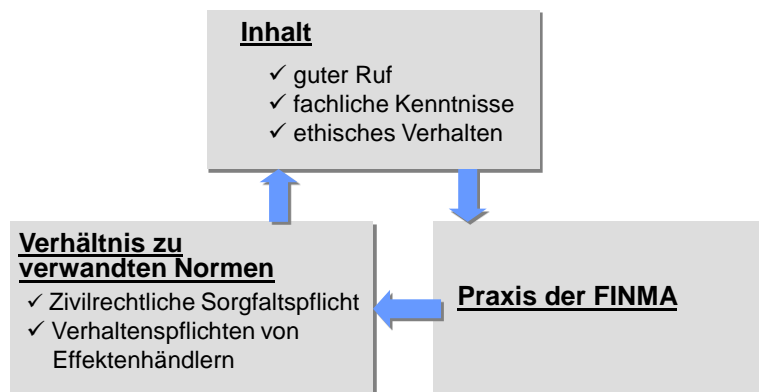 Inhalt
✓ guter Ruf
✓ fachliche Kenntnisse
✓ ethisches Verhalten
Verhältnis zu
verwandten Normen
✓ Zivilrechtliche Sorgfaltspflicht
✓ Verhaltenspflichten von
Effektenhändlern
Praxis der FINMA